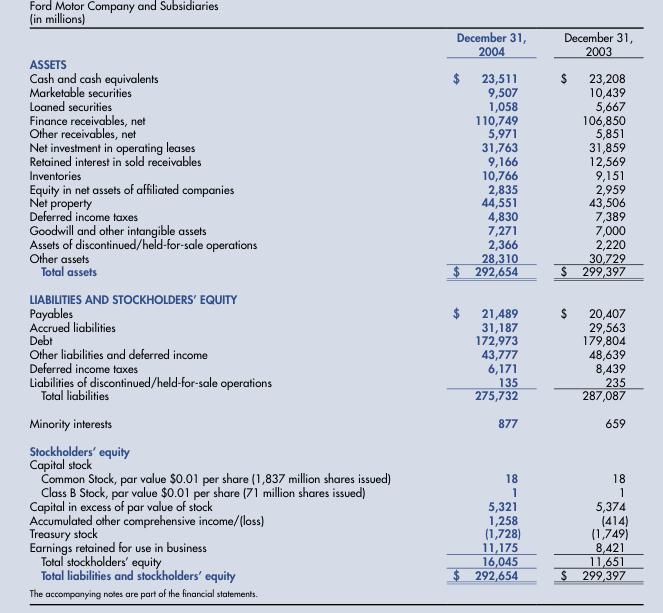 Ford Motor Company and Subsidiaries
(in millions)
December 31, 2004 December 31, 2003
ASSETS
Cash and cash equivalents $ 23,511 $ 23,208
Marketable securities 9,507 10,439
Loaned securities 1,058 5,667
Finance receivables, net 110,749 106,850
Other receivables, net 5,971 5,851
Net investment in operating leases 31,763 31,859
Retained interest in sold receivables 9,166 12,569
Inventories 10,766 9,151
Equity in net assets of affiliated companies 2,835 2,959
Net property 44,551 43,506
Deferred income taxes 4,830 7,389
Goodwill and other intangible assets 7,271 7,000
Assets of discontinued/held-for-sale operations 2,366 2,220
Other assets 28,310 30,729
Total assets $ 292,654 $ 299,397
LIABILITIES AND STOCKHOLDERS' EQUITY
Payables $ 21,489 $ 20,407
Accrued liabilities 31,187 29,563
Debt 172,973 179,804
Other liabilities and deferred income 43,777 48,639
Deferred income taxes 6,171 8,439
Liabilities of discontinued/held-for-sale operations 135 235
Total liabilities 275,732 287,087
Minority interests 877 659
Stockholders' equity
Capital stock
Common Stock, par value $0.01 per share (1,837 million shares issued) 18 18
Class B Stock, par value $0.01 per share (71 million shares issued) 1 1
Capital in excess of par value of stock 5,321 5,374
Accumulated other comprehensive income/(loss) 1,258 (414)
Treasury stock (1,728) (1,749)
Earnings retained for use in business 11,175 8,421
Total stockholders' equity 16,045 11,651
Total liabilities and stockholders' equity $ 292,654 $ 299,397
The accompanying notes are part of the financial statements.